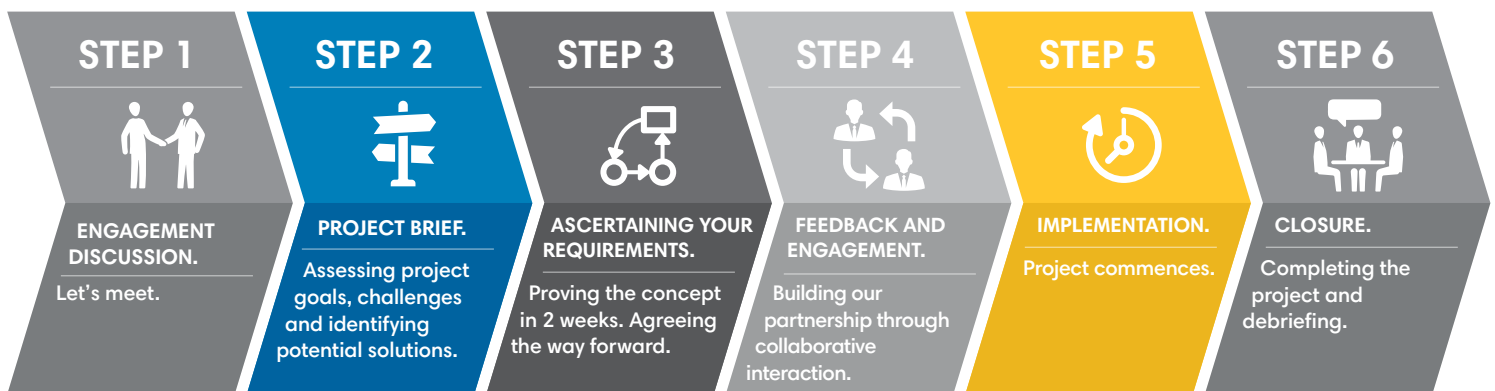 STEP 1
ENGAGEMENT
DISCUSSION.
Let's meet.
STEP 2
PROJECT BRIEF.
Assessing project
goals, challenges
and identifying
potential solutions.
STEP 3
ASCERTAINING YOUR
REQUIREMENTS.
Proving the concept
in 2 weeks. Agreeing
the way forward.
STEP 4
FEEDBACK AND
ENGAGEMENT.
Building our
partnership through
collaborative
interaction.
STEP 5
IMPLEMENTATION.
Project commences.
STEP 6
CLOSURE.
Completing the
project and
debriefing.